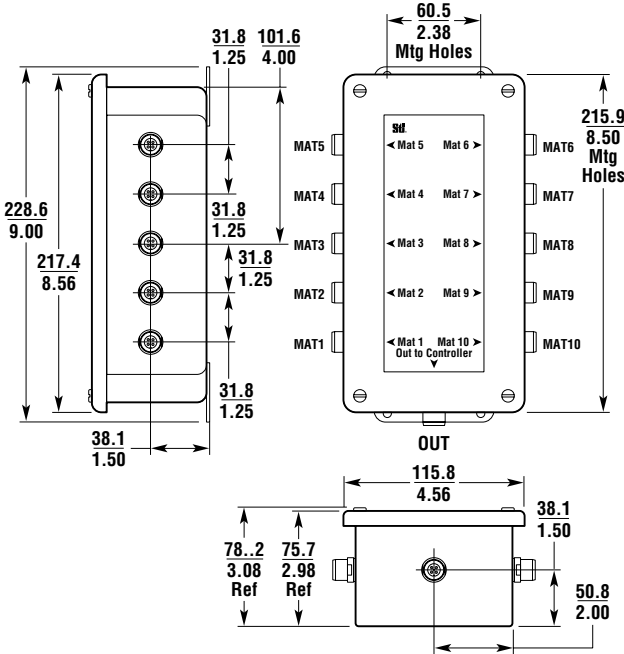 60.5
2.38
Mtg Holes
31.8
1.25
101.6
4.00
215.9
8.50
Mtg
Holes
228.6
9.00
217.4
8.56
31.8
1.25
31.8
1.25
31.8
1.25
38.1
1.50
STI
MAT5
Mat 5
Mat 6
MAT6
MAT4
Mat 4
Mat 7
MAT7
MAT3
Mat 3
Mat 8
MAT8
MAT2
Mat 2
Mat 9
MAT9
MAT1
Mat 1
Mat 10
MAT10
Out to Controller
OUT
115.8
4.56
38.1
1.50
78..2
3.08
Ref
75.7
2.98
Ref
50.8
2.00